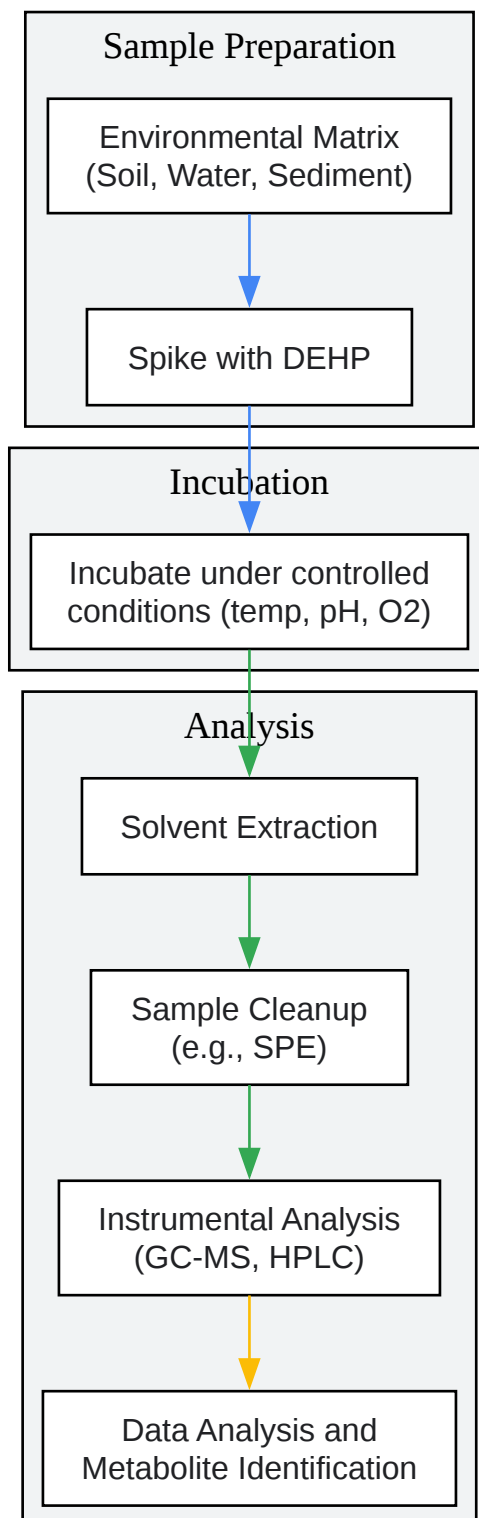 Sample Preparation
Environmental Matrix
(Soil, Water, Sediment)
Spike with DEHP
Incubation
Incubate under controlled
conditions (temp, pH, O2)
Analysis
Solvent Extraction
Sample Cleanup
(e.g., SPE)
Instrumental Analysis
(GC-MS, HPLC)
Data Analysis and
Metabolite Identification